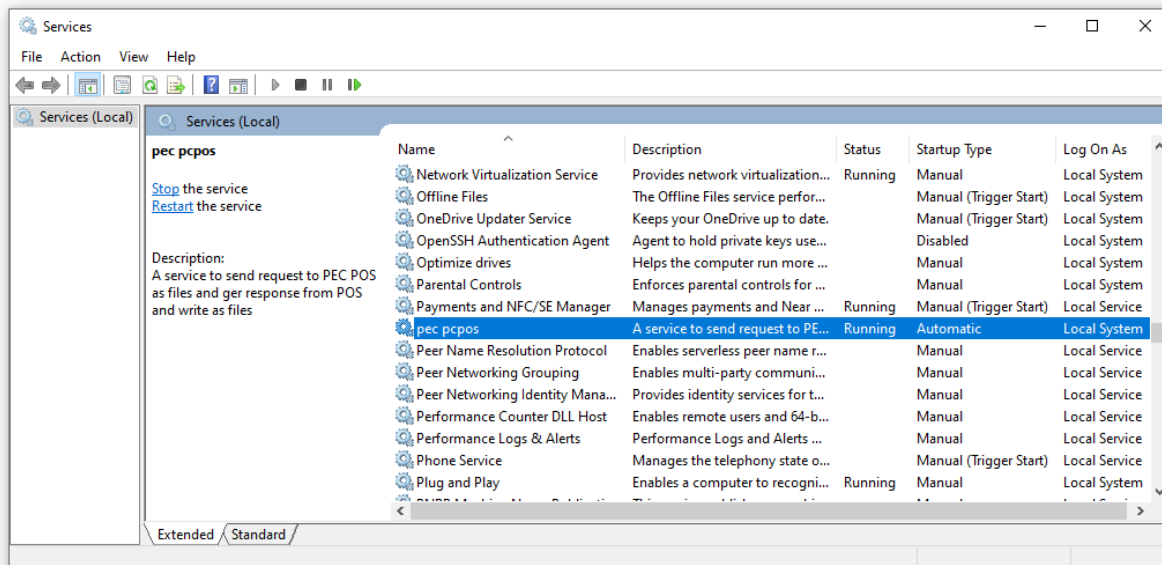 Services
File Action View Help
Services (Local)
Services (Local)
pec pcpos
Stop the service
Restart the service
Description:
A service to send request to PEC POS
as files and ger response from POS
and write as files
Name Description Status Startup Type Log On As
Network Virtualization Service Provides network virtualization... Running Manual Local System
Offline Files The Offline Files service perfor... Manual (Trigger Start) Local System
OneDrive Updater Service Keeps your OneDrive up to date. Manual (Trigger Start) Local System
OpenSSH Authentication Agent Agent to hold private keys use... Disabled Local System
Optimize drives Helps the computer run more ... Manual Local System
Parental Controls Enforces parental controls for ... Manual Local System
Payments and NFC/SE Manager Manages payments and Near ... Running Manual (Trigger Start) Local Service
pec pcpos A service to send request to PE... Running Automatic Local System
Peer Name Resolution Protocol Enables serverless peer name r... Manual Local Service
Peer Networking Grouping Enables multi-party communi... Manual Local Service
Peer Networking Identity Mana... Provides identity services for t... Manual Local Service
Performance Counter DLL Host Enables remote users and 64-b... Manual Local Service
Performance Logs & Alerts Performance Logs and Alerts ... Manual Local Service
Phone Service Manages the telephony state o... Manual (Trigger Start) Local Service
Plug and Play Enables a computer to recogni... Running Manual Local System
Extended Standard